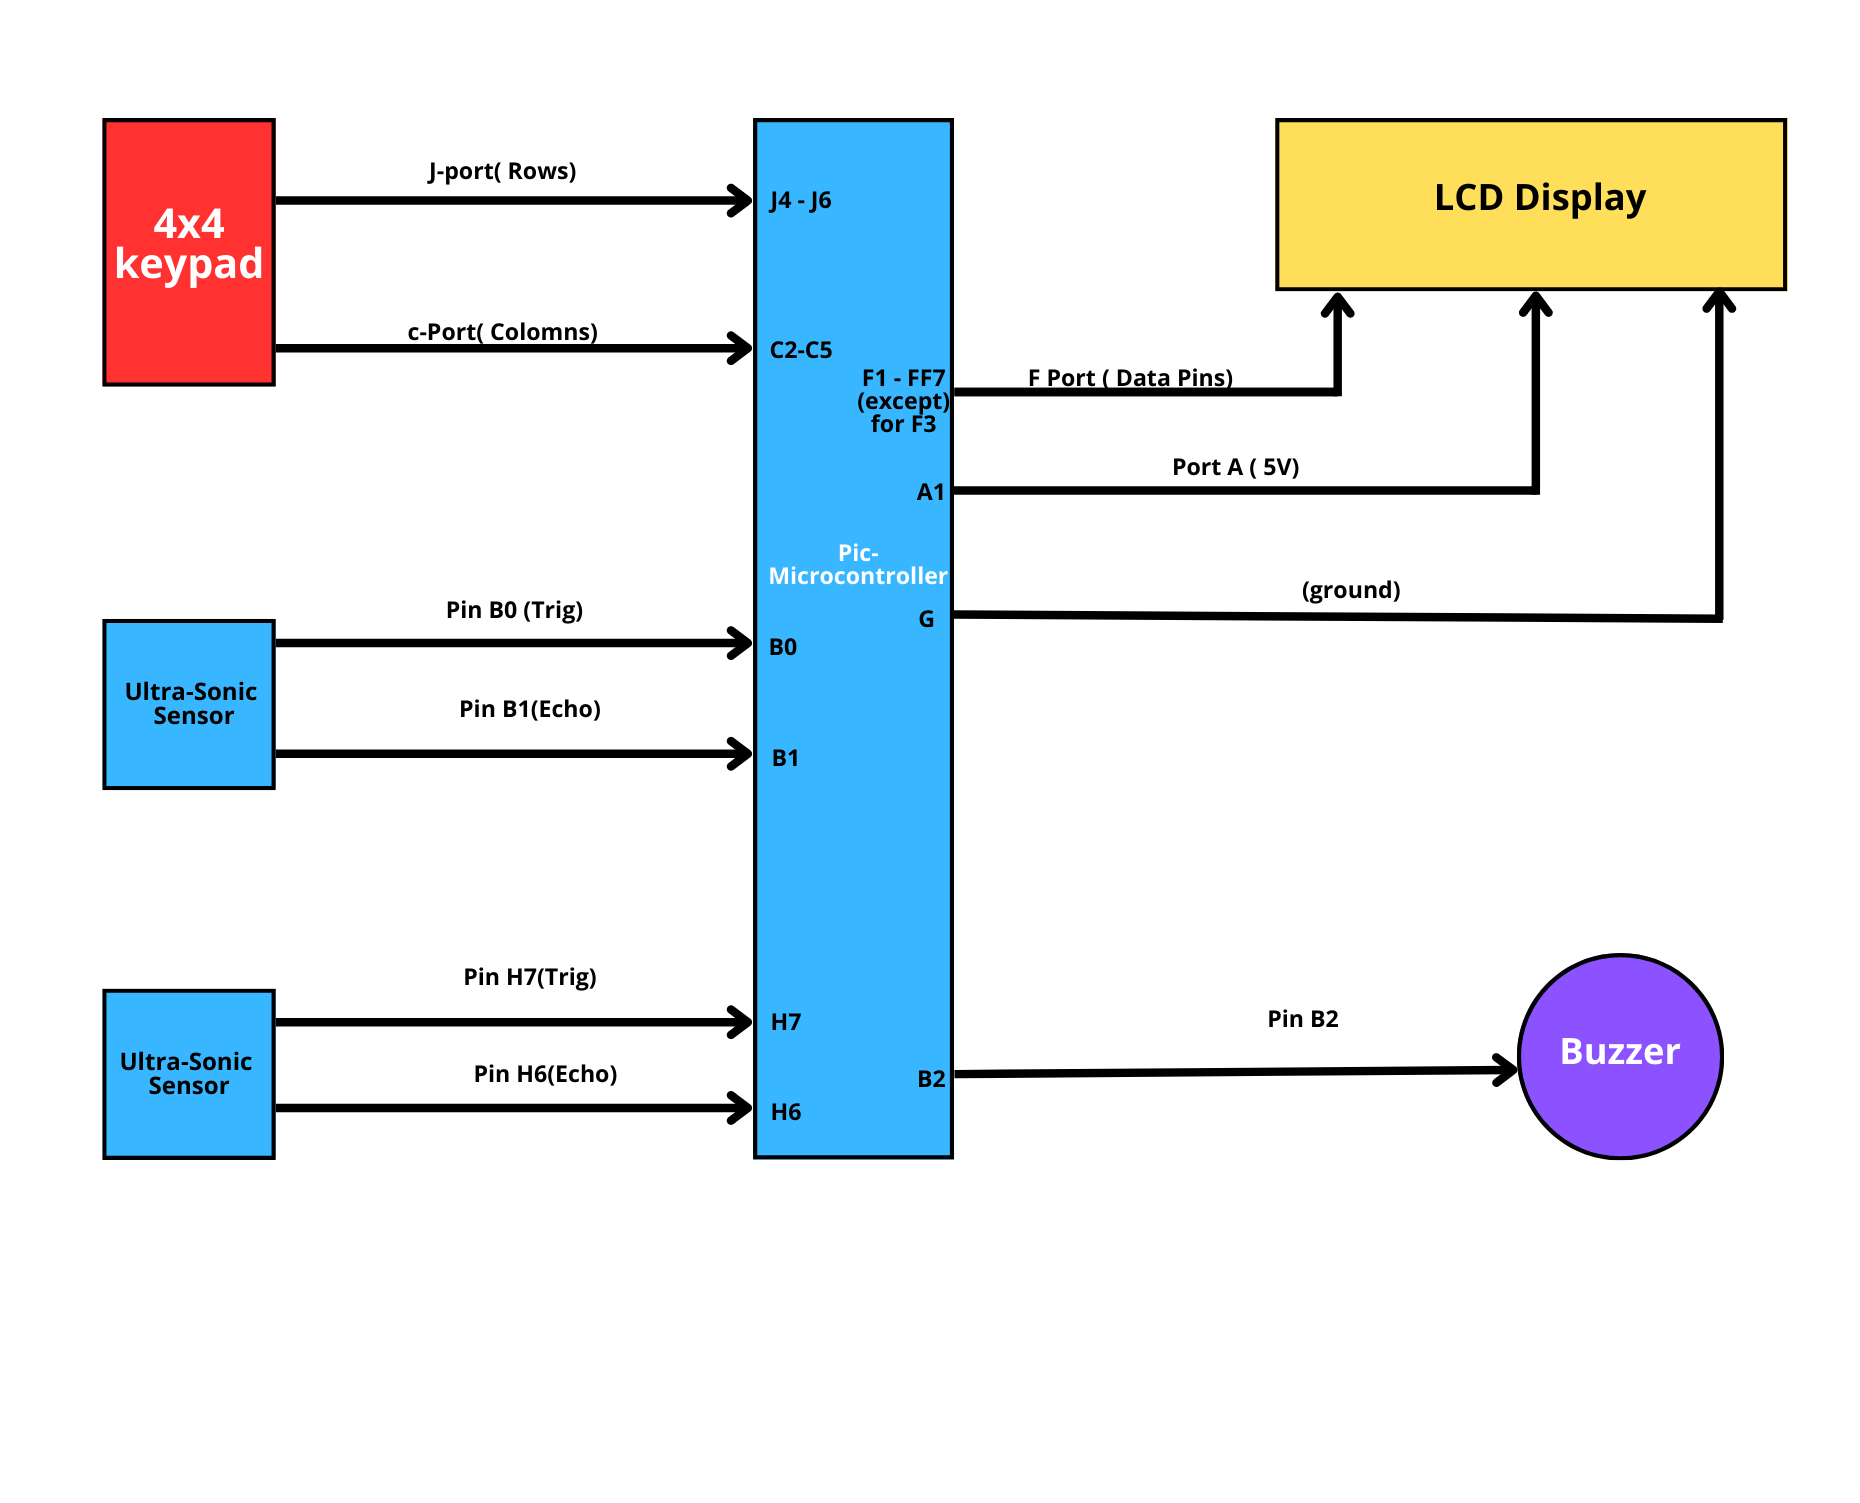 4x4
keypad
J-port( Rows)
c-Port( Colomns)
J4 - J6
C2-C5
F1 - FF7
(except)
for F3
A1
Pic-
Microcontroller
G
B0
B1
H7
B2
H6
LCD Display
F Port ( Data Pins)
Port A ( 5V)
(ground)
Ultra-Sonic
Sensor
Pin B0 (Trig)
Pin B1(Echo)
Ultra-Sonic
Sensor
Pin H7(Trig)
Pin H6(Echo)
Pin B2
Buzzer